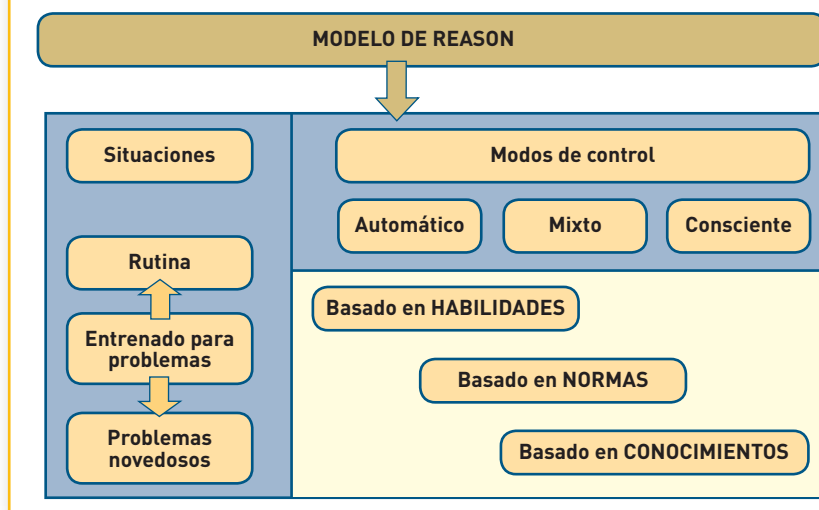 MODELO DE REASON
Situaciones
Modos de control
Automático
Mixto
Consciente
Rutina
Basado en HABILIDADES
Entrenado para
problemas
Basado en NORMAS
Problemas
novedosos
Basado en CONOCIMIENTOS